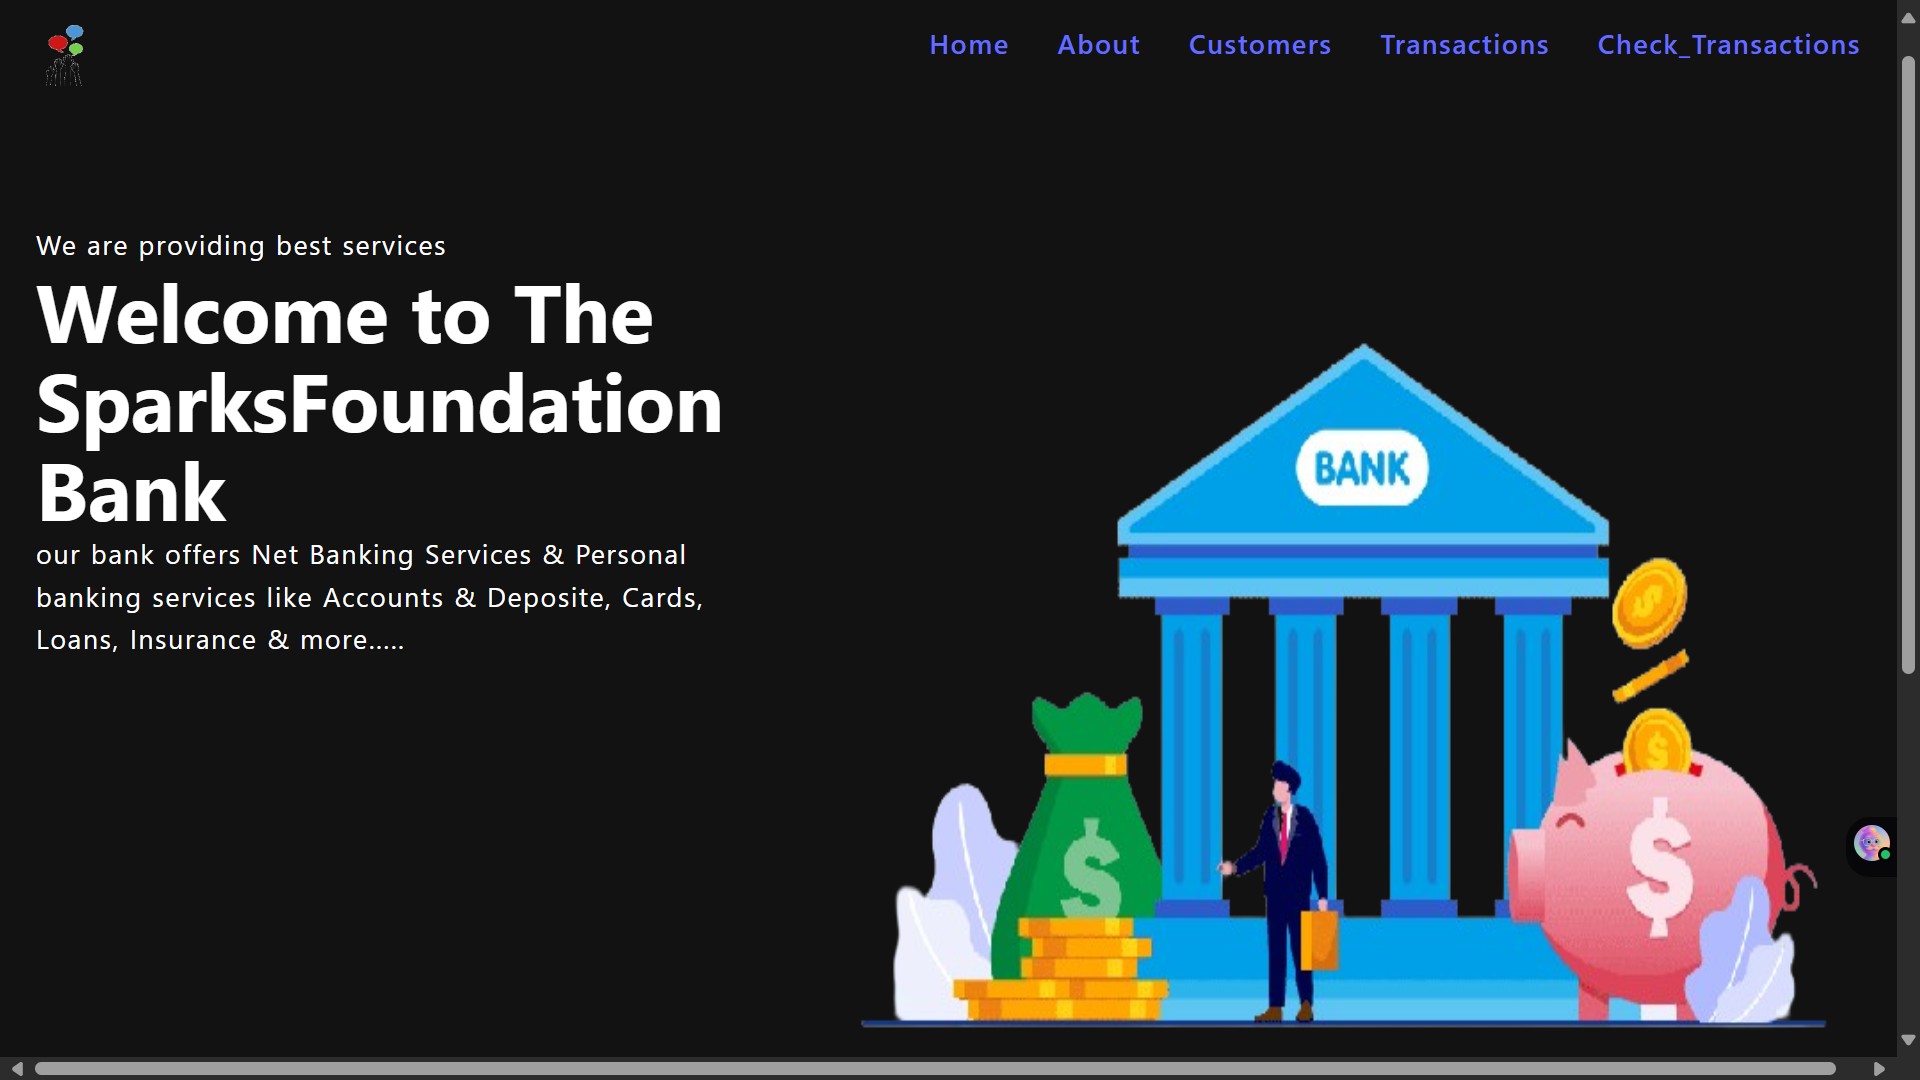 Home About Customers Transactions Check_Transactions
We are providing best services
Welcome to The
SparksFoundation
Bank
our bank offers Net Banking Services & Personal
banking services like Accounts & Deposite, Cards,
Loans, Insurance & more.....
BANK
$
$
$
$